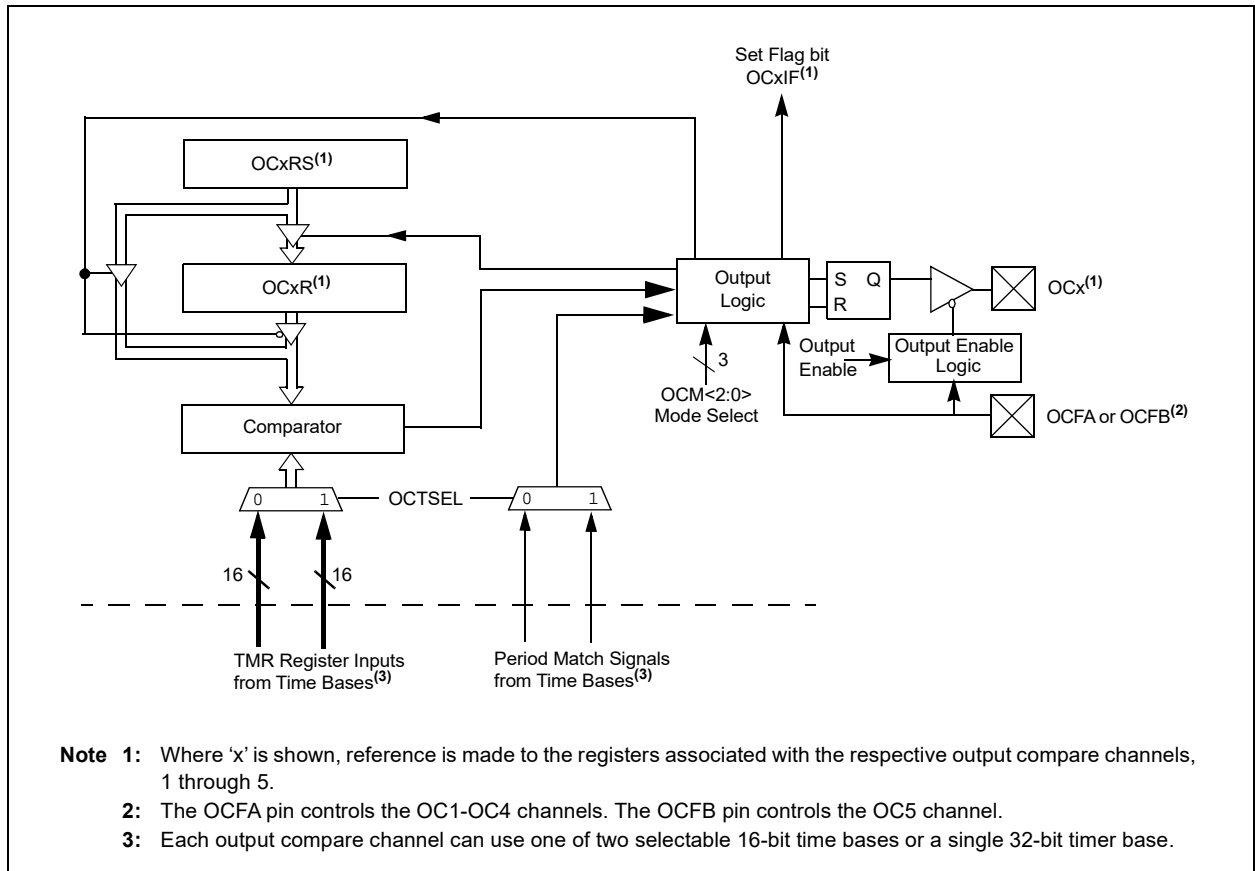 Set Flag bit
OCxIF(1)
OCxRS(1)
OCxR(1)
Output
Logic
S Q
R
OCx(1)
Output
Enable
Output Enable
Logic
3
OCM<2:0>
Mode Select
OCFA or OCFB(2)
Comparator
0 1
OCTSEL
0 1
16
16
TMR Register Inputs
from Time Bases(3)
Period Match Signals
from Time Bases(3)
Note 1: Where ‘x’ is shown, reference is made to the registers associated with the respective output compare channels,
1 through 5.
2: The OCFA pin controls the OC1-OC4 channels. The OCFB pin controls the OC5 channel.
3: Each output compare channel can use one of two selectable 16-bit time bases or a single 32-bit timer base.